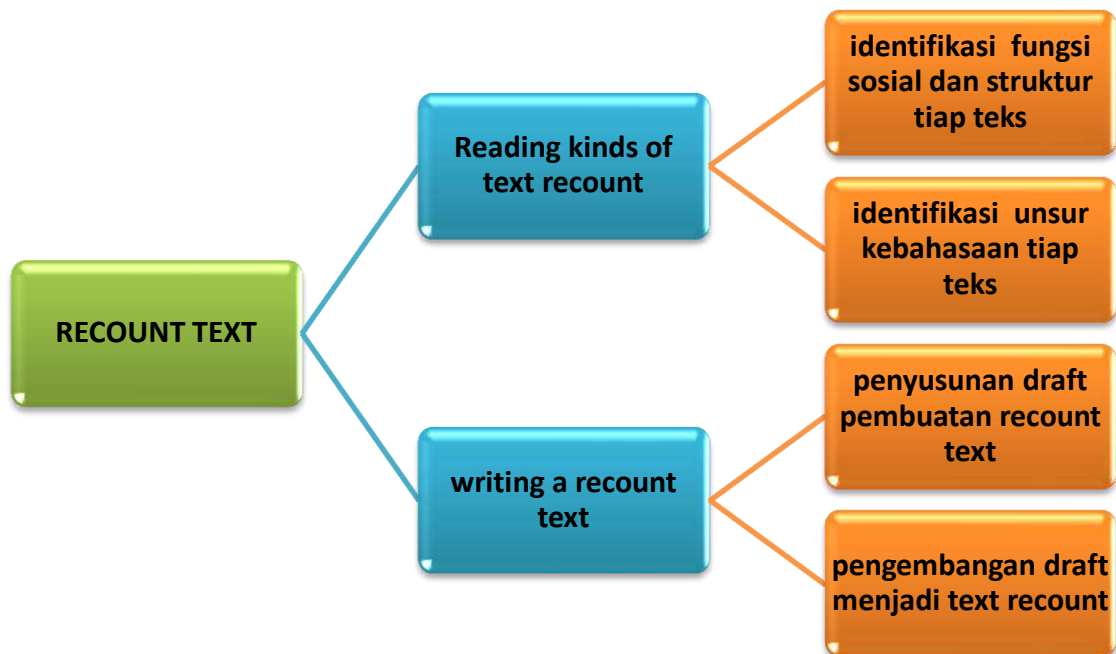 RECOUNT TEXT
Reading kinds of
text recount
identifikasi fungsi
sosial dan struktur
tiap teks
identifikasi unsur
kebahasaan tiap
teks
writing a recount
text
penyusunan draft
pembuatan recount
text
pengembangan draft
menjadi text recount